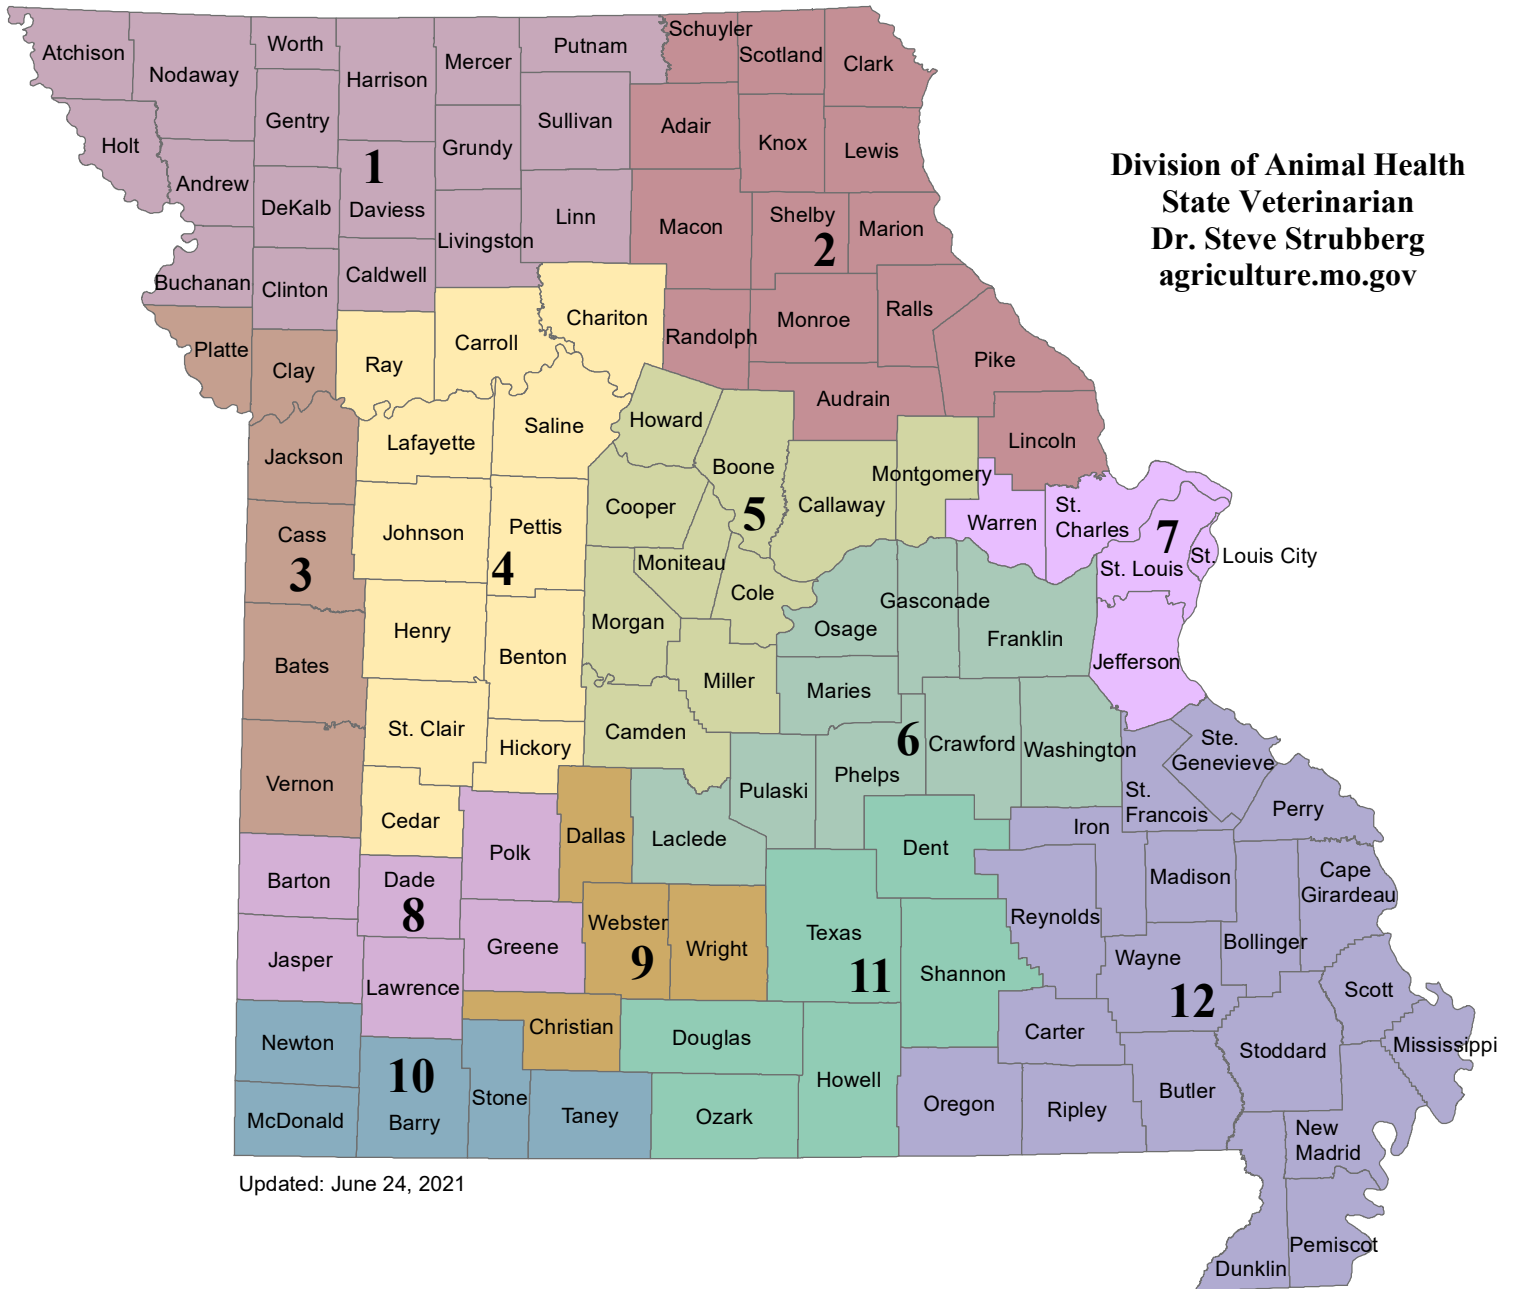 Schuyler
Atchison
Worth
Putnam
Scotland
Nodaway
Harrison
Mercer
Clark
Gentry
Sullivan
Adair
Holt
Grundy
Knox
Lewis
1
Andrew
DeKalb
Daviess
Linn
Macon
Shelby
Marion
Livingston
2
Buchanan
Clinton
Caldwell
Division of Animal Health
State Veterinarian
Dr. Steve Strubberg
agriculture.mo.gov
Chariton
Monroe
Ralls
Randolph
Platte
Clay
Ray
Carroll
Pike
Audrain
Howard
Saline
Lafayette
Jackson
Lincoln
Boone
Montgomery
Cooper
Callaway
St.
Charles
Warren
7
Cass
Johnson
Pettis
5
St. Louis City
St. Louis
3
4
Moniteau
Cole
Gasconade
Henry
Morgan
Osage
Franklin
Bates
Benton
Jefferson
Miller
Maries
St. Clair
Camden
6
Crawford
Washington
Hickory
Ste.
Genevieve
Vernon
Phelps
Pulaski
St.
Francois
Perry
Cedar
Dallas
Laclede
Iron
Polk
Dent
Barton
Dade
8
Madison
Cape
Girardeau
Webster
Reynolds
Greene
Wright
Texas
Bollinger
Jasper
9
11
Shannon
Wayne
Lawrence
12
Scott
Christian
Newton
Douglas
Carter
Stoddard
Mississippi
10
Howell
Stone
Butler
McDonald
Barry
Taney
Ozark
Oregon
Ripley
New
Madrid
Updated: June 24, 2021
Pemiscot
Dunklin